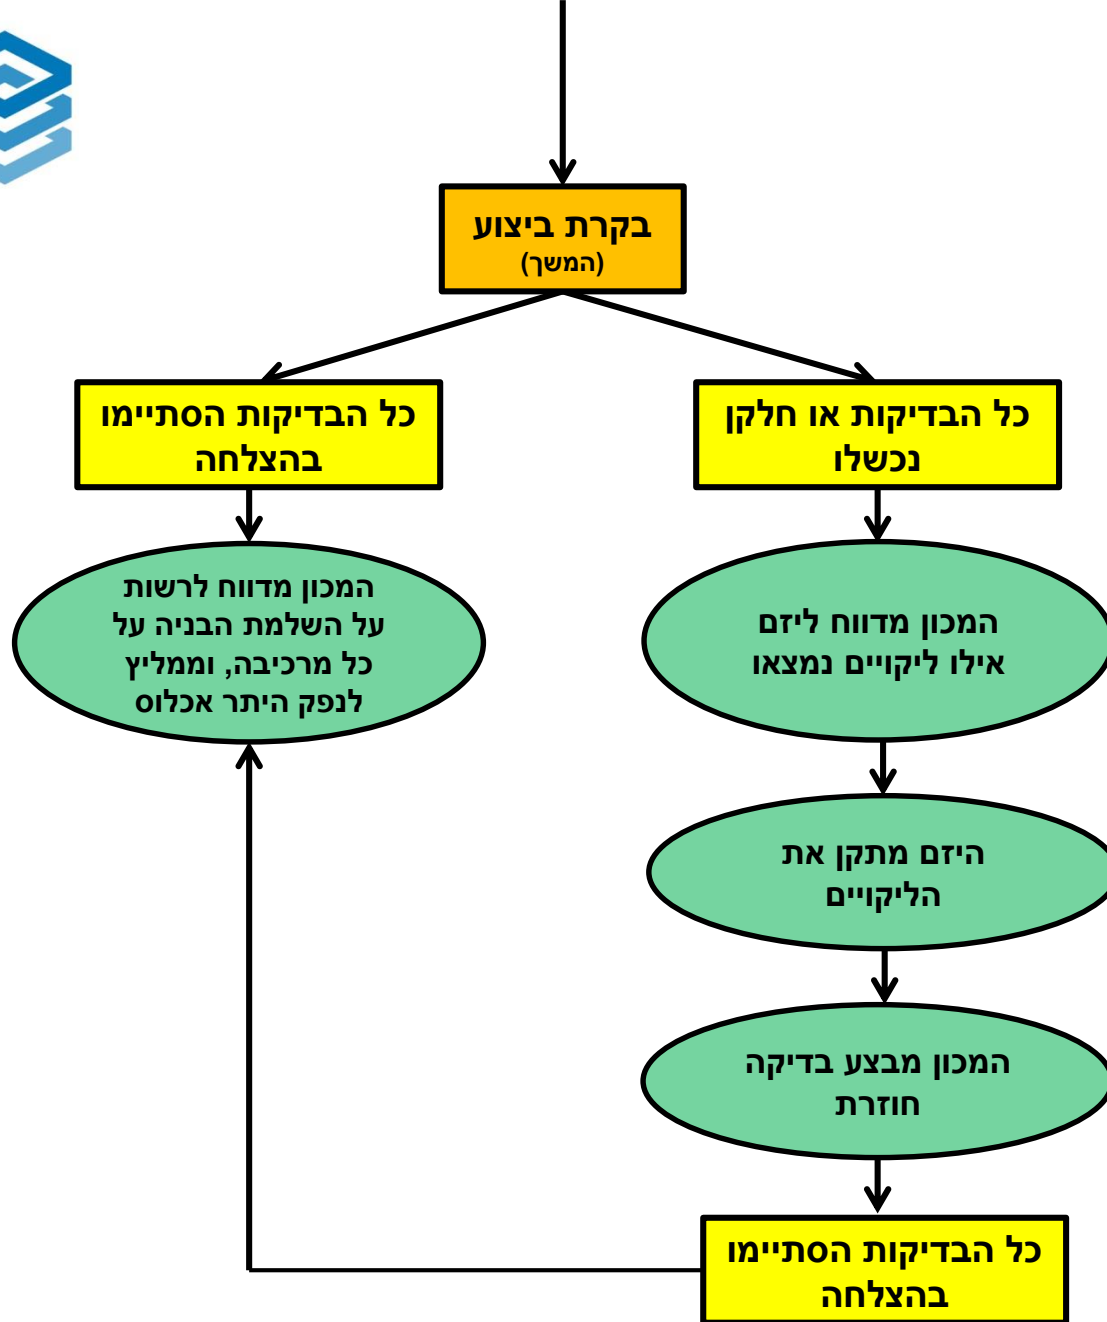 בקרת ביצוע
(המשך)
כל הבדיקות או חלקן
נכשלו
המכון מדווח ליזם
אילו ליקויים נמצאו
היזם מתקן את
הליקויים
המכון מבצע בדיקה
חוזרת
כל הבדיקות הסתיימו
בהצלחה
כל הבדיקות הסתיימו
בהצלחה
המכון מדווח לרשות
על השלמת הבניה על
כל מרכיבה, וממליץ
לנפק היתר אכלוס